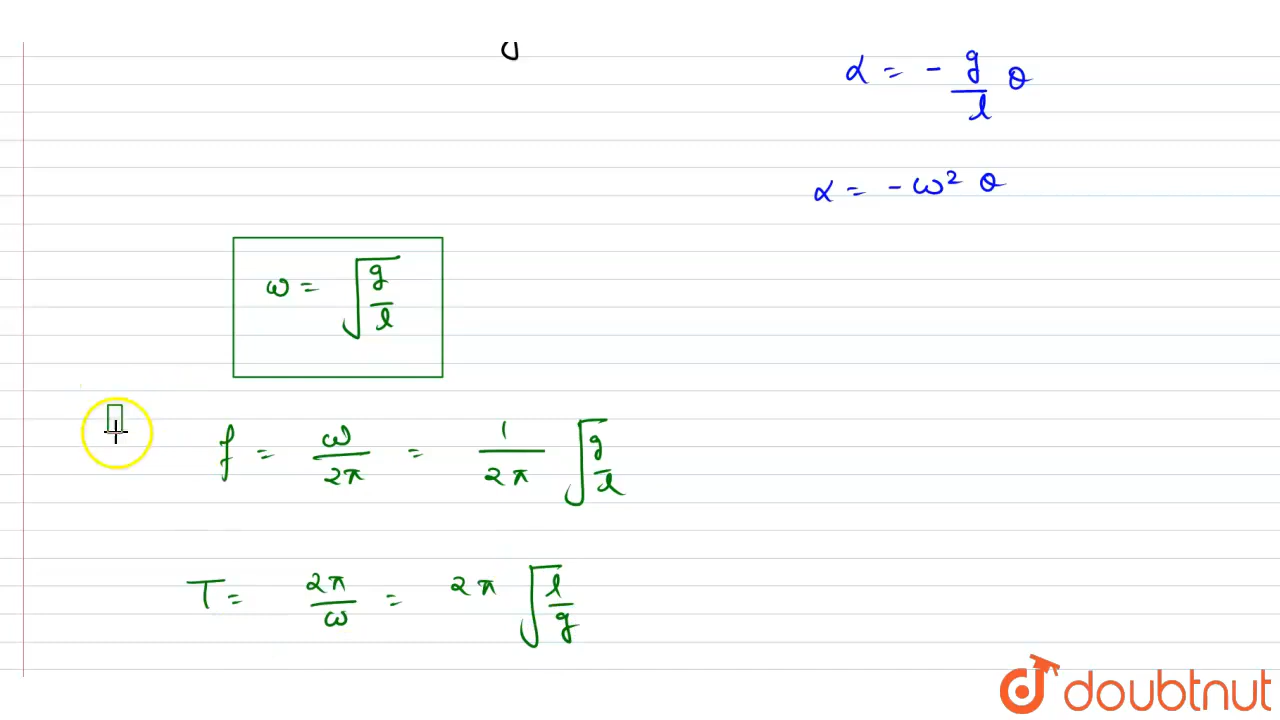 α = - g/l θ
α = - ω² θ
ω = √(g/l)
f = ω/2π = 1/2π √(g/l)
T = 2π/ω = 2π √(l/g)
doubtnut